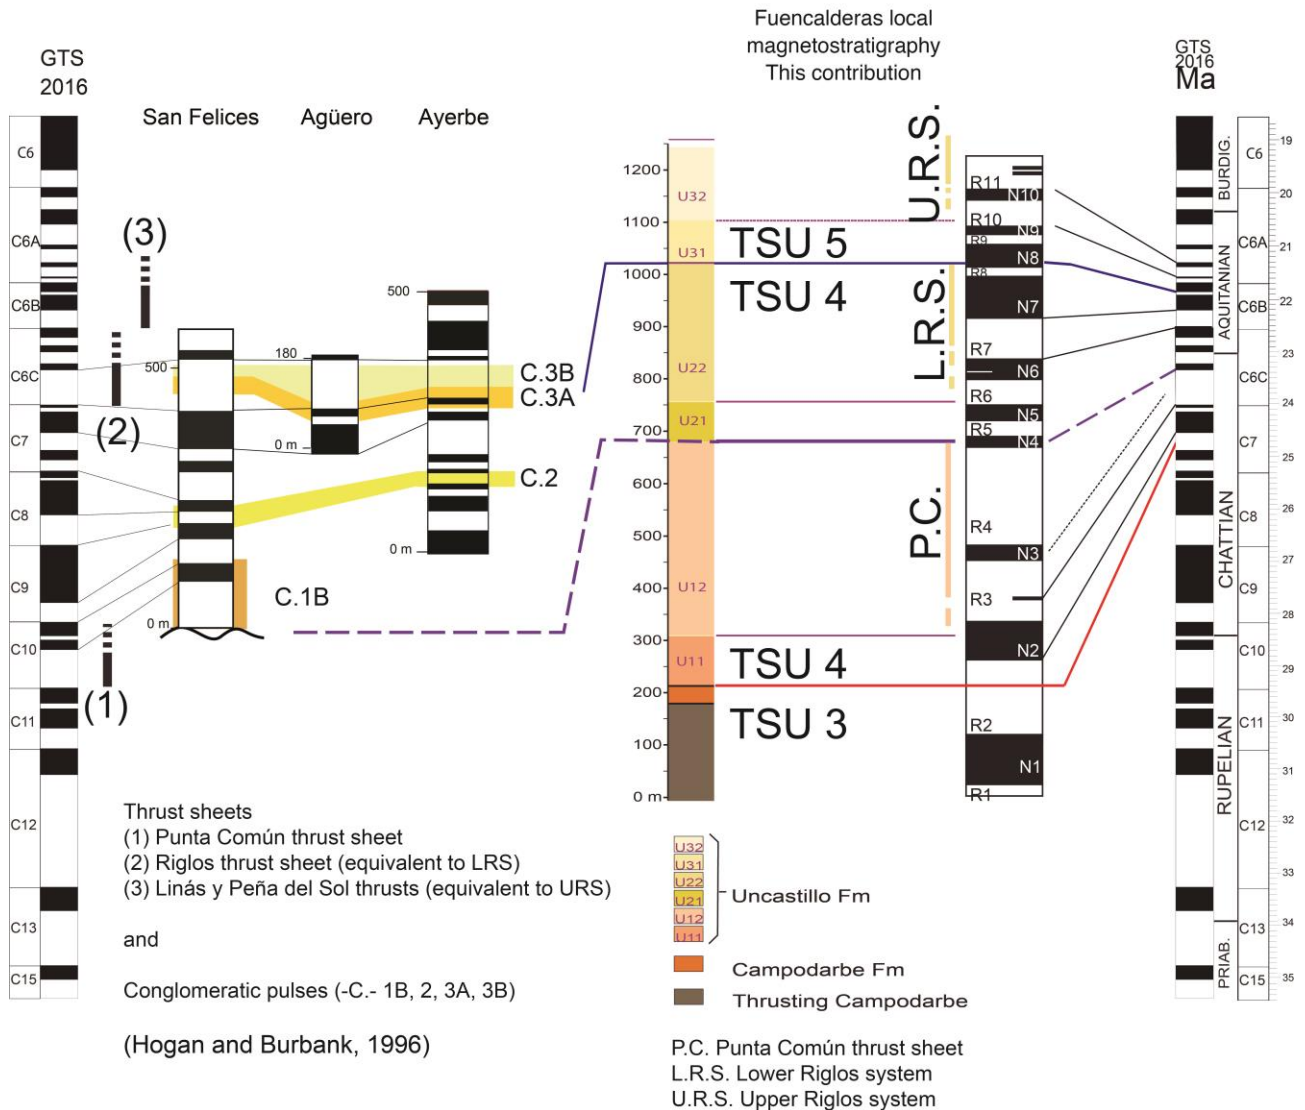 Fuencalderas local
magnetostratigraphy
This contribution
GTS
2016
San Felices
Agüero
Ayerbe
GTS
2016
Ma
C6
C6A
C6B
C6C
C7
C8
C9
C10
C11
C12
C13
C15
(3)
(2)
(1)
500
0 m
180
0 m
500
0 m
C.3B
C.3A
C.2
C.1B
1200
1100
1000
900
800
700
600
500
400
300
200
100
0 m
U32
U31
U22
U21
U12
U11
TSU 5
TSU 4
TSU 4
TSU 3
U.R.S.
L.R.S.
P.C.
R11
N10
R10
N9
R9
N8
R8
N7
R7
N6
R6
N5
R5
N4
R4
N3
R3
N2
R2
N1
R1
BURDIG.
AQUITANIAN
CHATTIAN
RUPELIAN
PRIAB.
C6
C6A
C6B
C6C
C7
C8
C9
C10
C11
C12
C13
C15
19
20
21
22
23
24
25
26
27
28
29
30
31
32
33
34
35
Thrust sheets
(1) Punta Común thrust sheet
(2) Riglos thrust sheet (equivalent to LRS)
(3) Linás y Peña del Sol thrusts (equivalent to URS)
and
Conglomeratic pulses (-C.- 1B, 2, 3A, 3B)
(Hogan and Burbank, 1996)
U32
U31
U22
U21
U12
U11
Uncastillo Fm
Campodarbe Fm
Thrusting Campodarbe
P.C. Punta Común thrust sheet
L.R.S. Lower Riglos system
U.R.S. Upper Riglos system